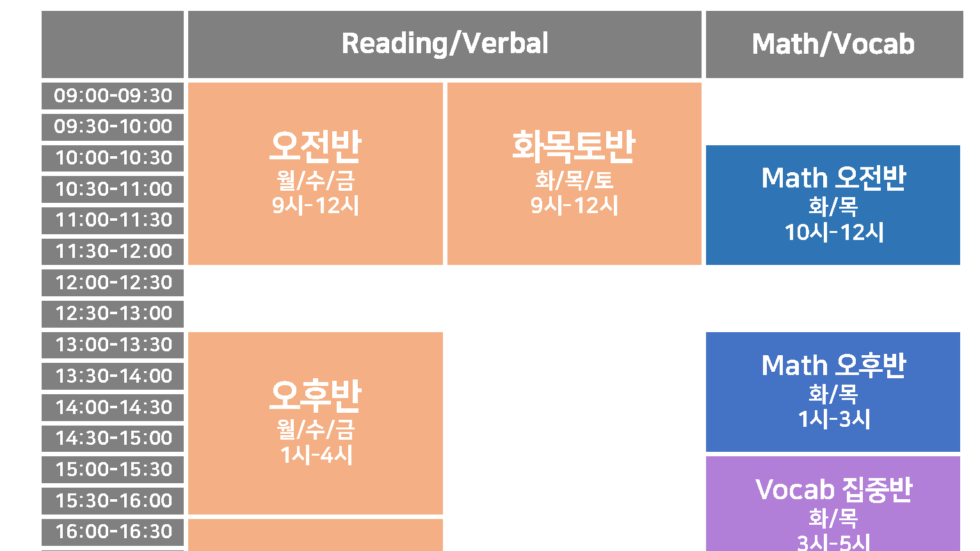 Reading/Verbal
Math/Vocab
09:00-09:30
09:30-10:00
10:00-10:30
10:30-11:00
11:00-11:30
11:30-12:00
12:00-12:30
12:30-13:00
13:00-13:30
13:30-14:00
14:00-14:30
14:30-15:00
15:00-15:30
15:30-16:00
16:00-16:30
오전반
월/수/금
9시-12시
화목토반
화/목/토
9시-12시
Math 오전반
화/목
10시-12시
오후반
월/수/금
1시-4시
Math 오후반
화/목
1시-3시
Vocab 집중반
화/목
3시-5시